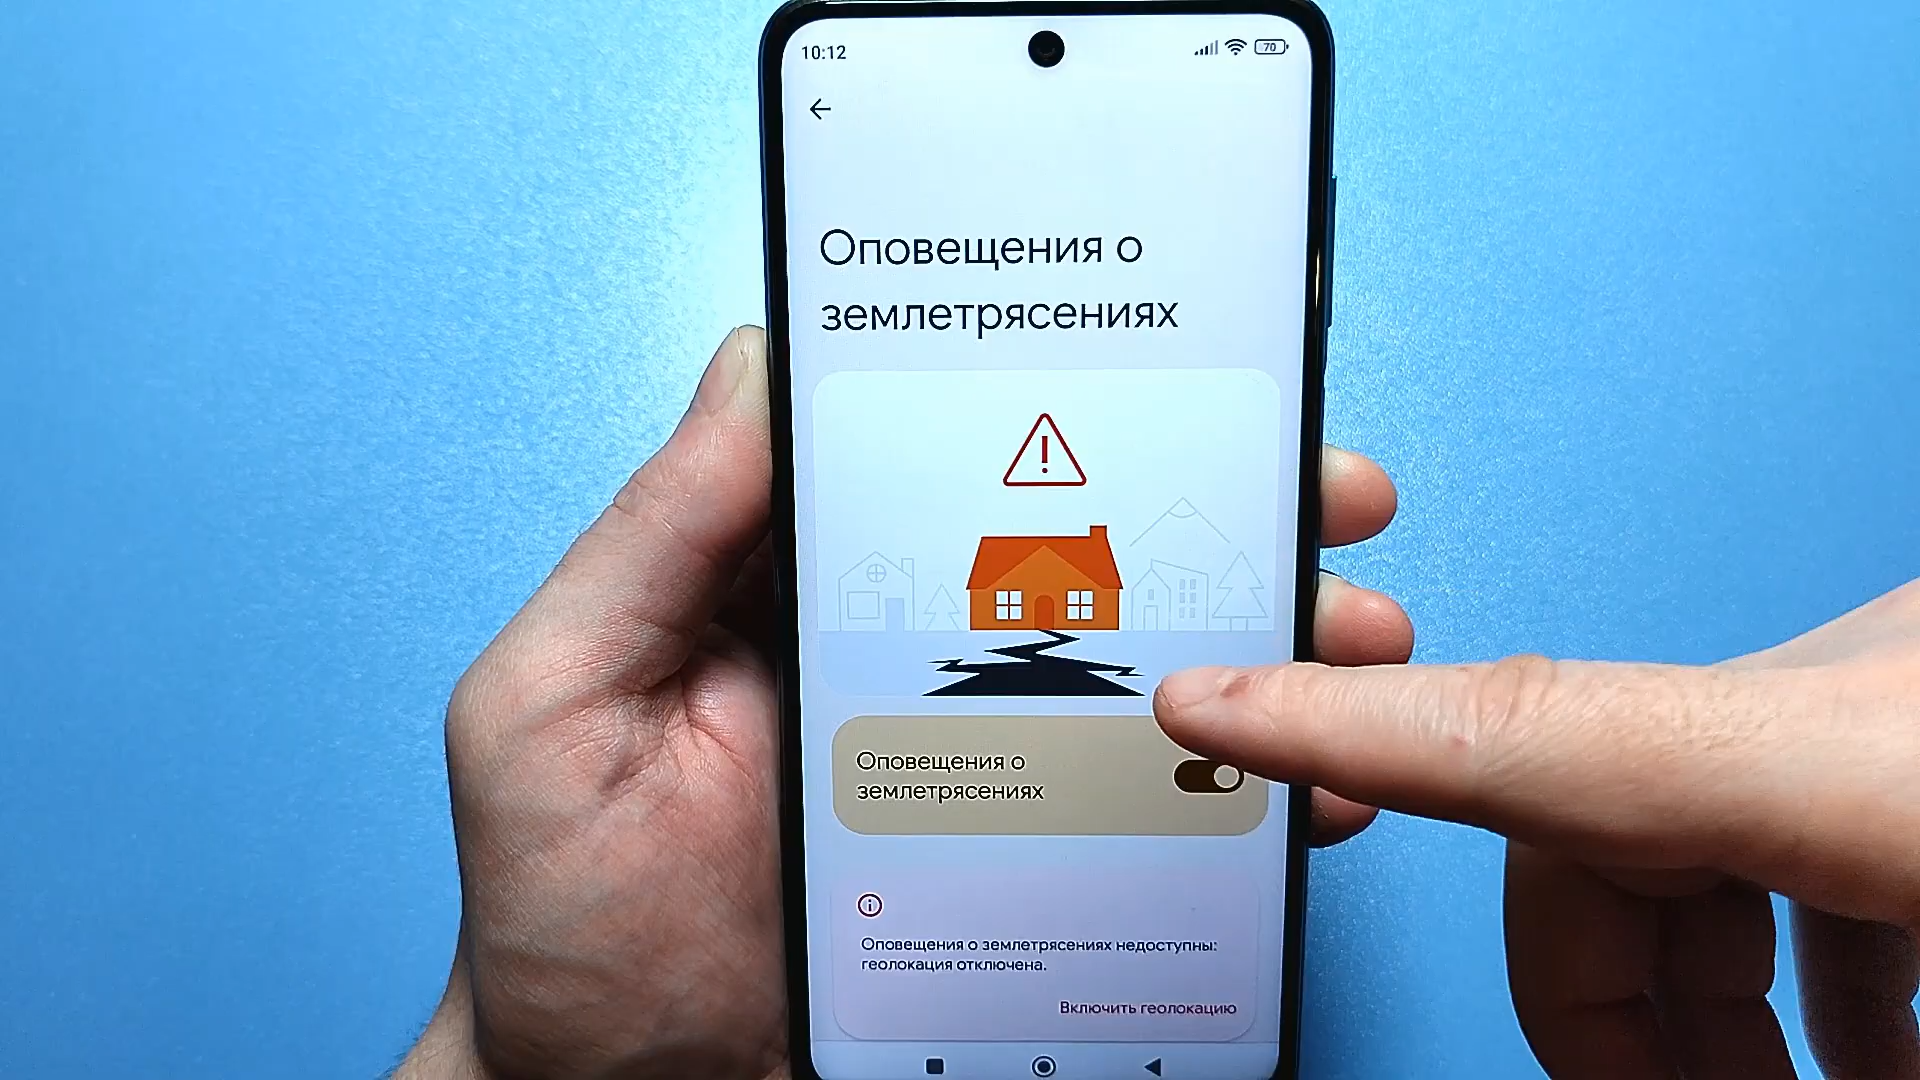 10:12
70
Оповещения о
землетрясениях
Оповещения о
землетрясениях
Оповещения о землетрясениях недоступны:
геолокация отключена.
Включить геолокацию